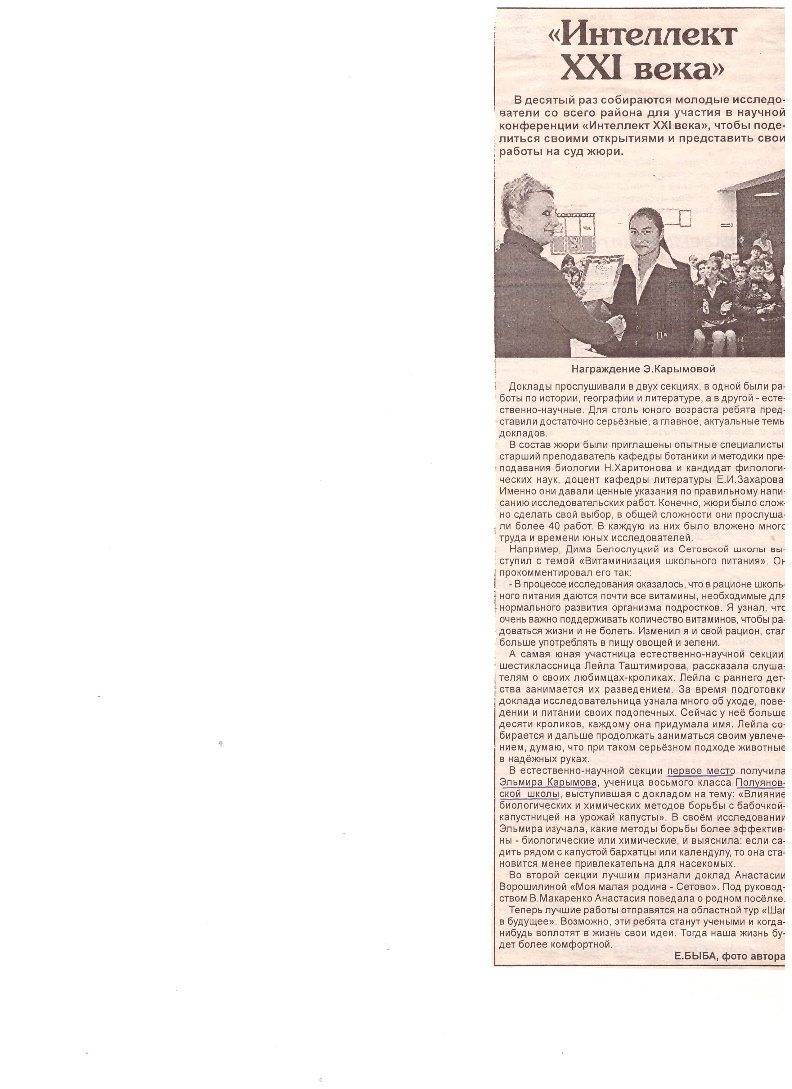 «Интеллект
XXI века»
В десятый раз собираются молодые исследо-
ватели со всего района для участия в научной
конференции «Интеллект XXI века», чтобы поде-
литься своими открытиями и представить свои
работы на суд жюри.
Награждение Э.Карымовой
Доклады прослушивали в двух секциях, в одной были ра-
боты по истории, географии и литературе, а в другой - есте-
ственно-научные. Для столь юного возраста ребята пред-
ставили достаточно серьёзные, а главное, актуальные темы
докладов.
В состав жюри были приглашены опытные специалисты:
старший преподаватель кафедры ботаники и методики пре-
подавания биологии Н.Харитонова и кандидат филологи-
ческих наук, доцент кафедры литературы Е.И.Захарова.
Именно они давали ценные указания по правильному напи-
санию исследовательских работ. Конечно, жюри было слож-
но сделать свой выбор, в общей сложности они прослуша-
ли более 40 работ. В каждую из них было вложено много
труда и времени юных исследователей.
Например, Дима Белослуцкий из Сетовской школы вы-
ступил с темой «Витаминизация школьного питания». Он
прокомментировал его так:
- В процессе исследования оказалось, что в рационе школь-
ного питания даются почти все витамины, необходимые для
нормального развития организма подростков. Я узнал, что
очень важно поддерживать количество витаминов, чтобы ра-
доваться жизни и не болеть. Изменил я и свой рацион, стал
больше употреблять в пищу овощей и зелени.
А самая юная участница естественно-научной секции,
шестиклассница Лейла Таштимирова, рассказала слуша-
телям о своих любимцах-кроликах. Лейла с раннего дет-
ства занимается их разведением. За время подготовки
доклада исследовательница узнала много об уходе, пове-
дении и питании своих подопечных. Сейчас у неё больше
десяти кроликов, каждому она придумала имя. Лейла со-
бирается и дальше продолжать заниматься своим увлече-
нием, думаю, что при таком серьёзном подходе животные
в надёжных руках.
В естественно-научной секции первое место получила
Эльмира Карымова, ученица восьмого класса Полуянов-
ской школы, выступившая с докладом на тему: «Влияние
биологических и химических методов борьбы с бабочкой-
капустницей на урожай капусты». В своём исследовании
Эльмира изучала, какие методы борьбы более эффектив-
ны - биологические или химические, и выяснила: если са-
дить рядом с капустой бархатцы или календулу, то она ста-
новится менее привлекательна для насекомых.
Во второй секции лучшим признали доклад Анастасии
Ворошилиной «Моя малая родина - Сетово». Под руковод-
ством В.Макаренко Анастасия поведала о родном посёлке.
Теперь лучшие работы отправятся на областной тур «Шаг
в будущее». Возможно, эти ребята станут учеными и когда-
нибудь воплотят в жизнь свои идеи. Тогда наша жизнь бу-
дет более комфортной.
Е.БЫБА, фото автора